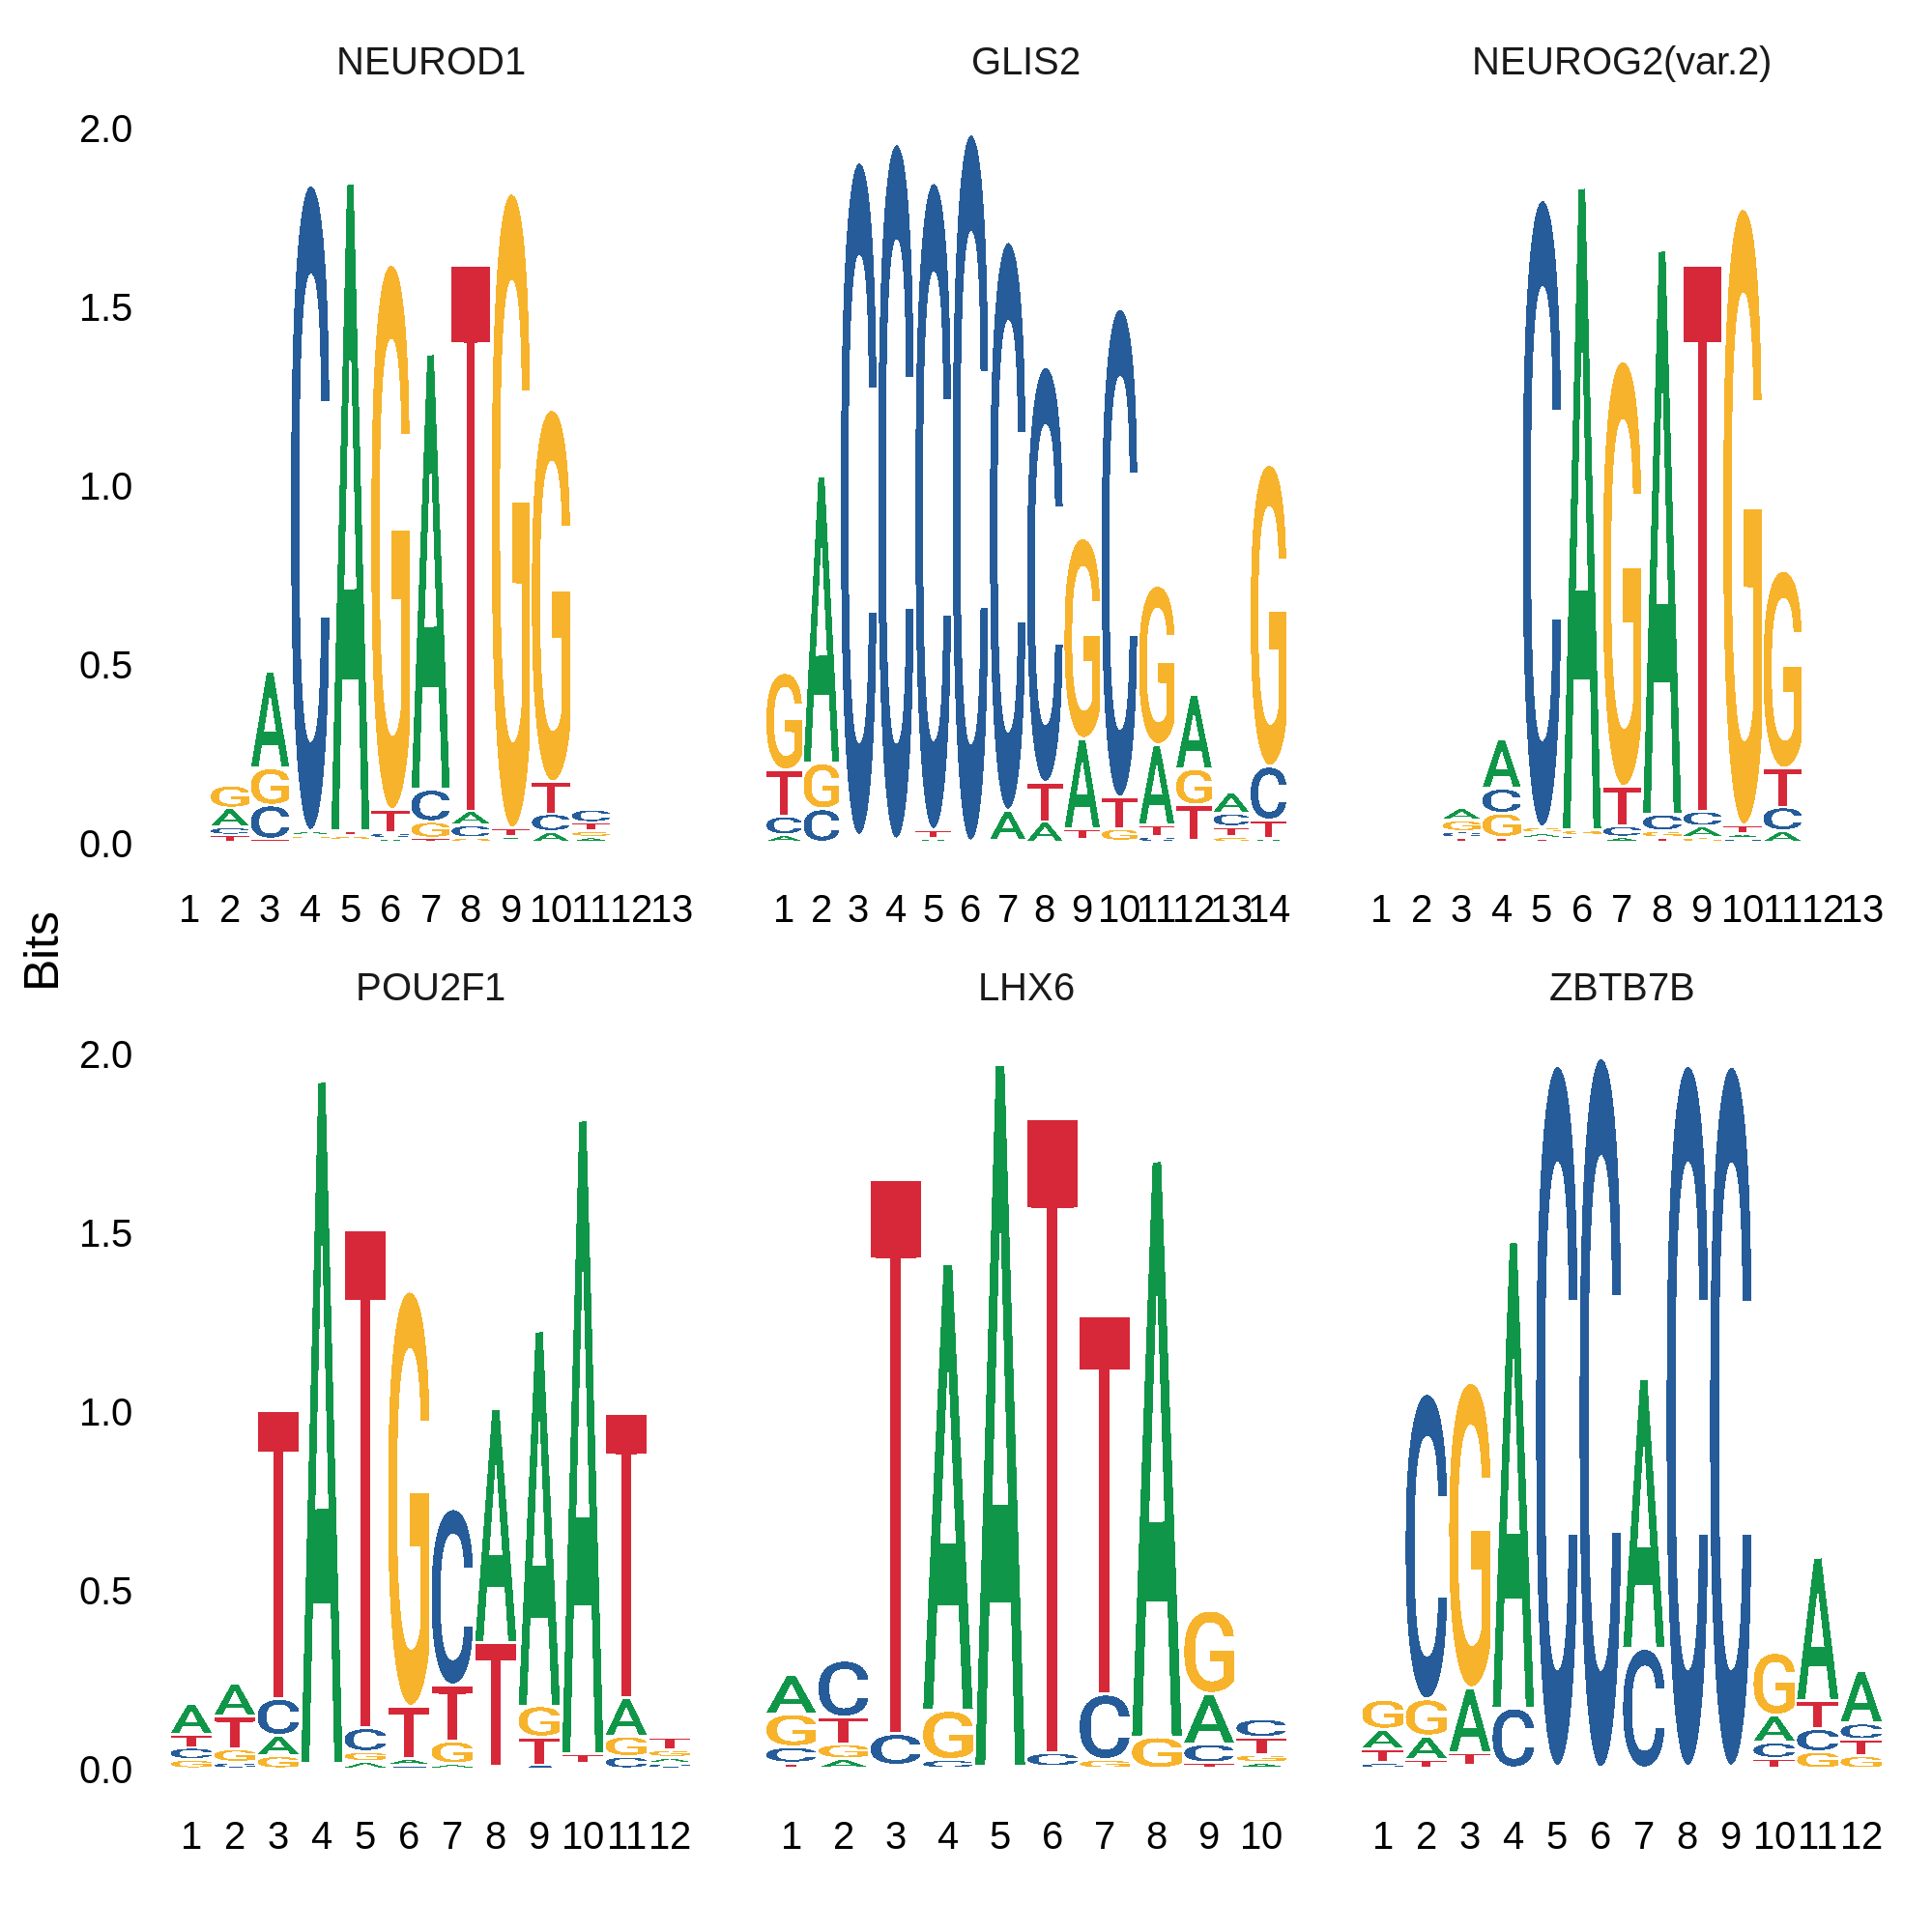 NEUROD1 GLIS2 NEUROG2(var.2)
2.0
1.5
1.0
0.5
0.0
1 2 3 4 5 6 7 8 9 10 11 12 13
1 2 3 4 5 6 7 8 9 10 11 12 13 14
1 2 3 4 5 6 7 8 9 10 11 12 13
Bits
POU2F1 LHX6 ZBTB7B
2.0
1.5
1.0
0.5
0.0
1 2 3 4 5 6 7 8 9 10 11 12
1 2 3 4 5 6 7 8 9 10
1 2 3 4 5 6 7 8 9 10 11 12